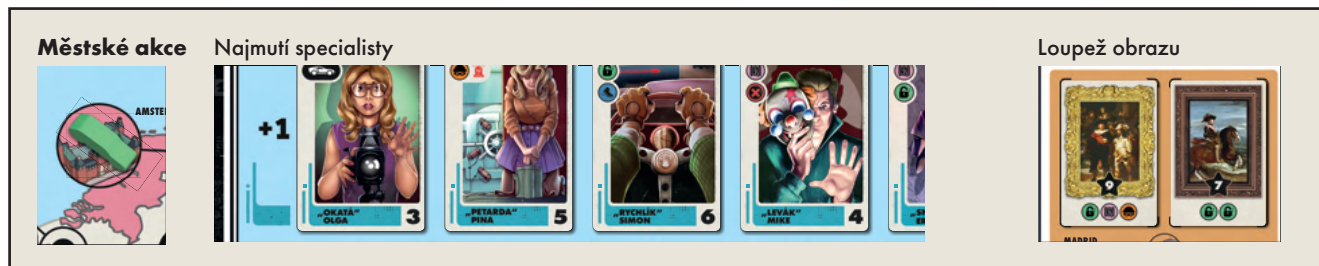 Městské akce
Najmutí specialisty
Loupež obrazu
AMSTE
+1
„OKATÁ“
OLGA
3
„PETARDA“
PINA
5
„RYCHLÍK“
SIMON
6
„LEVÁK“
MIKE
4
9
7
MADRID